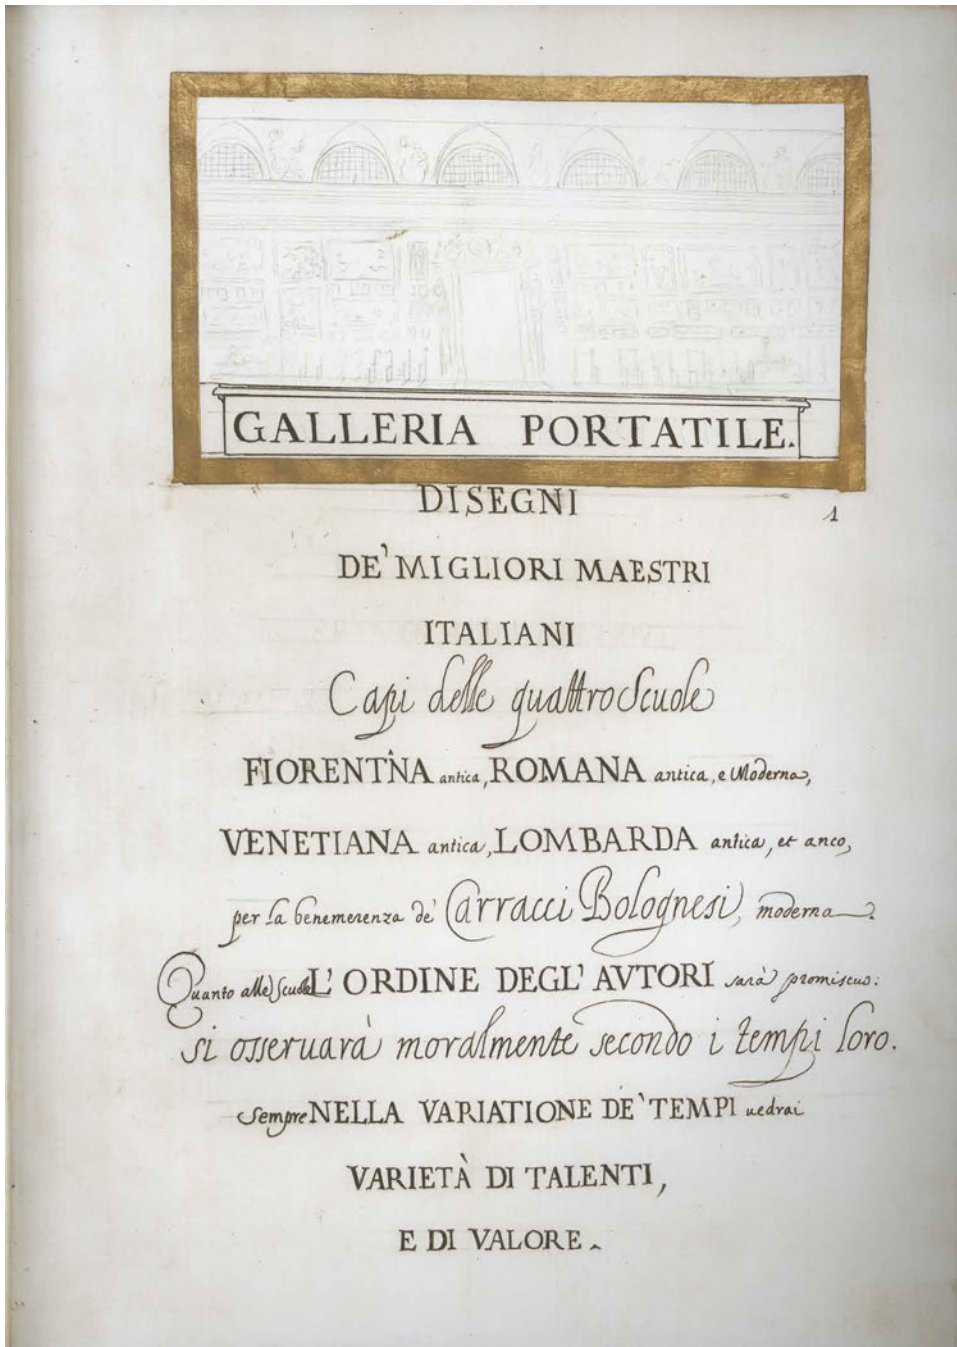 GALLERIA PORTATILE.
DISEGNI
1
DE' MIGLIORI MAESTRI
ITALIANI
Capi delle quattro Scuole
FIORENTINA antica, ROMANA antica, e Moderna,
VENETIANA antica, LOMBARDA antica, et anco,
per la benemerenza de' Carracci Bolognesi, moderna.
Quanto alle Scuole L' ORDINE DEGL' AVTORI sarà promiscuo:
si osseruarà moralmente secondo i tempi loro.
Sempre NELLA VARIATIONE DE' TEMPI uedrai
VARIETÀ DI TALENTI,
E DI VALORE.